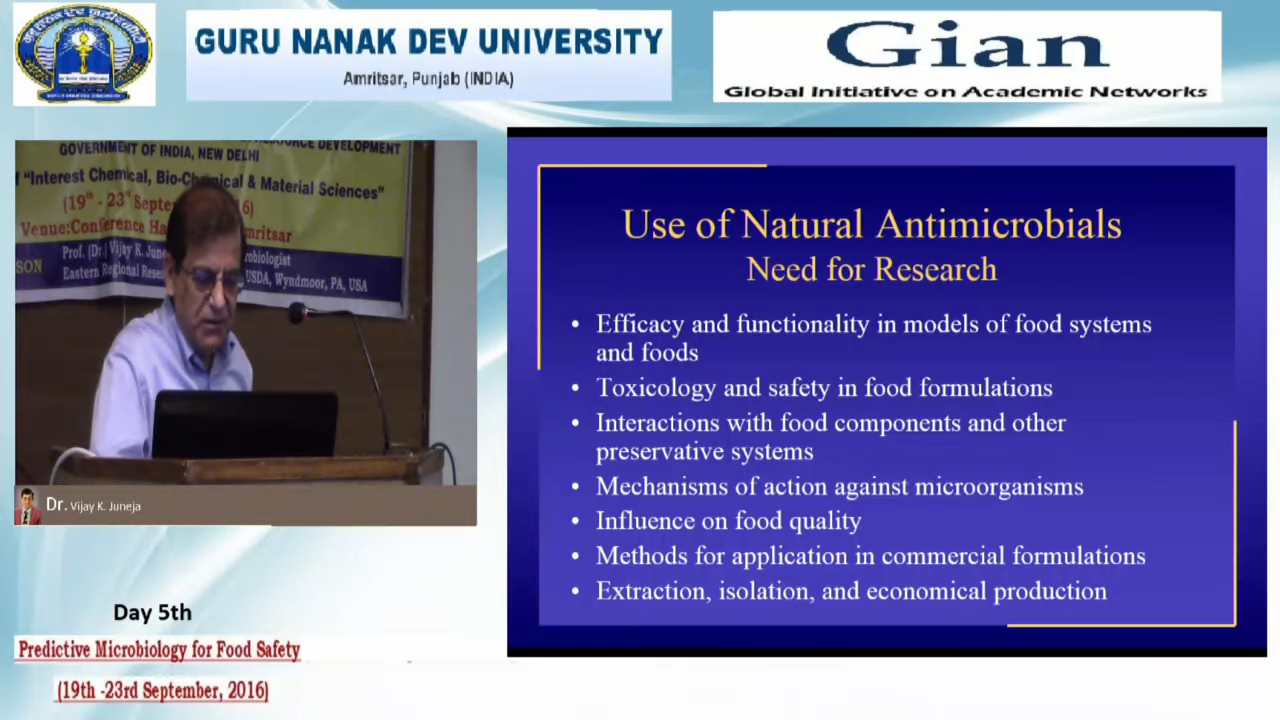 GURU NANAK DEV UNIVERSITY
Amritsar, Punjab (INDIA)
Gian
Global Initiative on Academic Networks
DEVELOPMENT
GOVERNMENT OF INDIA, NEW DELHI
"Interest Chemical, Bio-Chemical & Material Sciences"
(19th - 23rd
Venue:Conference
Prof. (Dr.) Vijay K.
SON
Eastern Regional
USDA, Wyndmoor, PA, USA
Dr. Vijay K. Juneja
Day 5th
Predictive Microbiology for Food Safety
(19th -23rd September, 2016)
Use of Natural Antimicrobials
Need for Research
• Efficacy and functionality in models of food systems
and foods
• Toxicology and safety in food formulations
• Interactions with food components and other
preservative systems
• Mechanisms of action against microorganisms
• Influence on food quality
• Methods for application in commercial formulations
• Extraction, isolation, and economical production